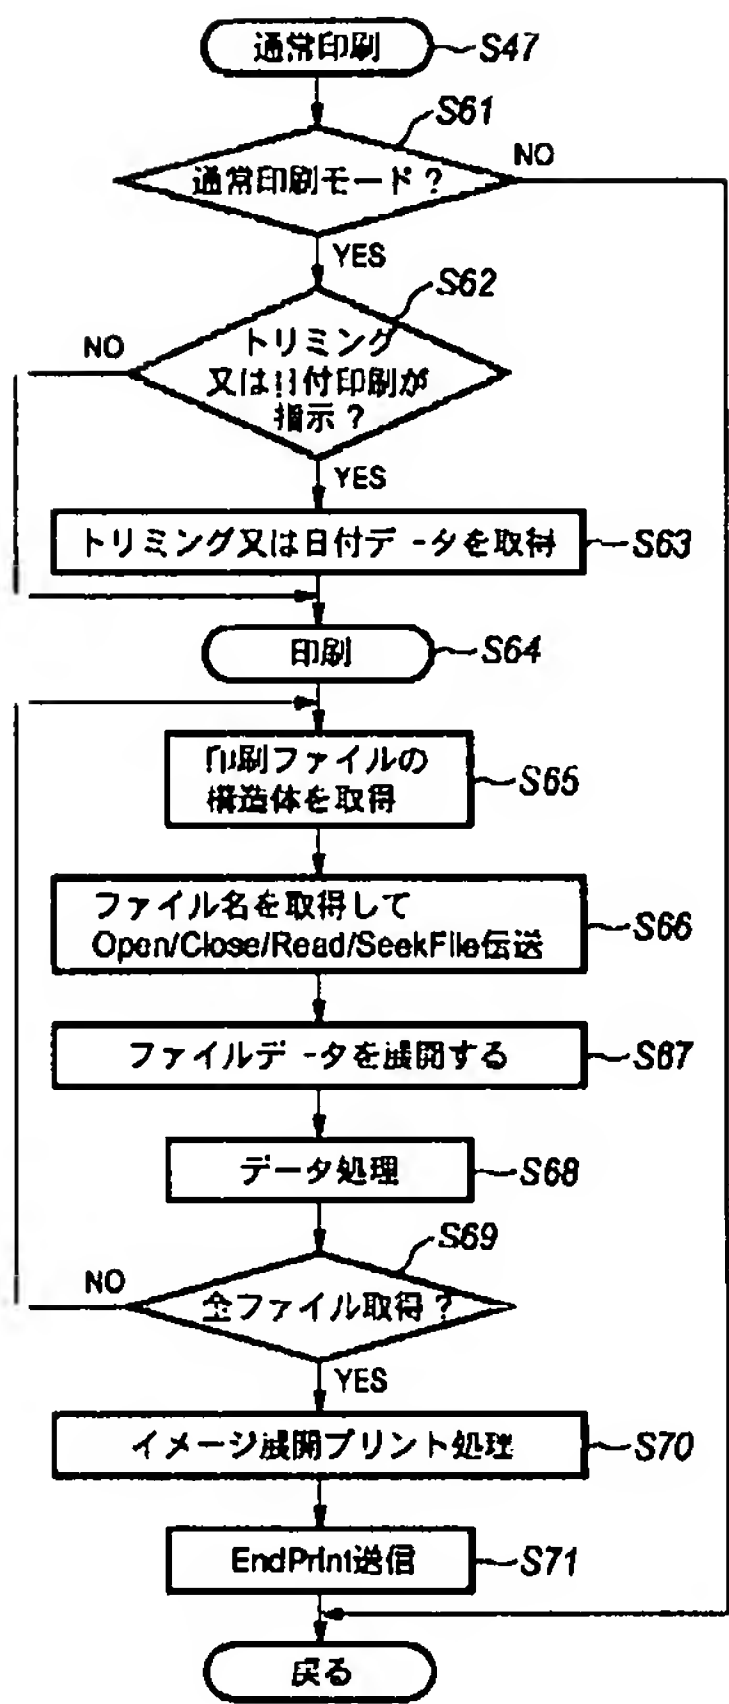 通常印刷
S47
S61
通常印刷モード?
NO
YES
S62
トリミング
又は日付印刷が
指示?
NO
YES
トリミング又は日付データを取得
S63
印刷
S64
印刷ファイルの
構造体を取得
S65
ファイル名を取得して
Open/Close/Read/SeekFile伝送
S66
ファイルデータを展開する
S67
データ処理
S68
S69
全ファイル取得?
NO
YES
イメージ展開プリント処理
S70
EndPrint送信
S71
戻る